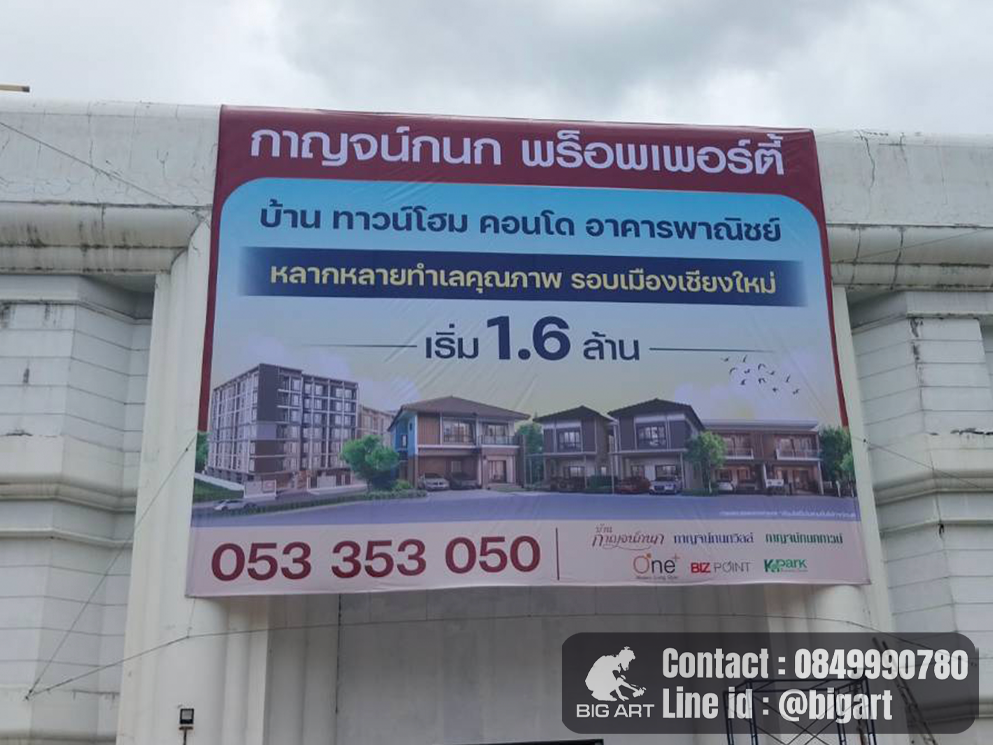 กาญจน์กนก พร็อพเพอร์ตี้
บ้าน ทาวน์โฮม คอนโด อาคารพาณิชย์
หลากหลายทำเลคุณภาพ รอบเมืองเชียงใหม่
เริ่ม 1.6 ล้าน
053 353 050
บ้านกาญจน์กนก กาญจน์กนกวิลล์ กาญจน์กนกทาวน์
One+ BIZ POINT Park
BIG ART
Contact : 0849990780
Line id : @bigart